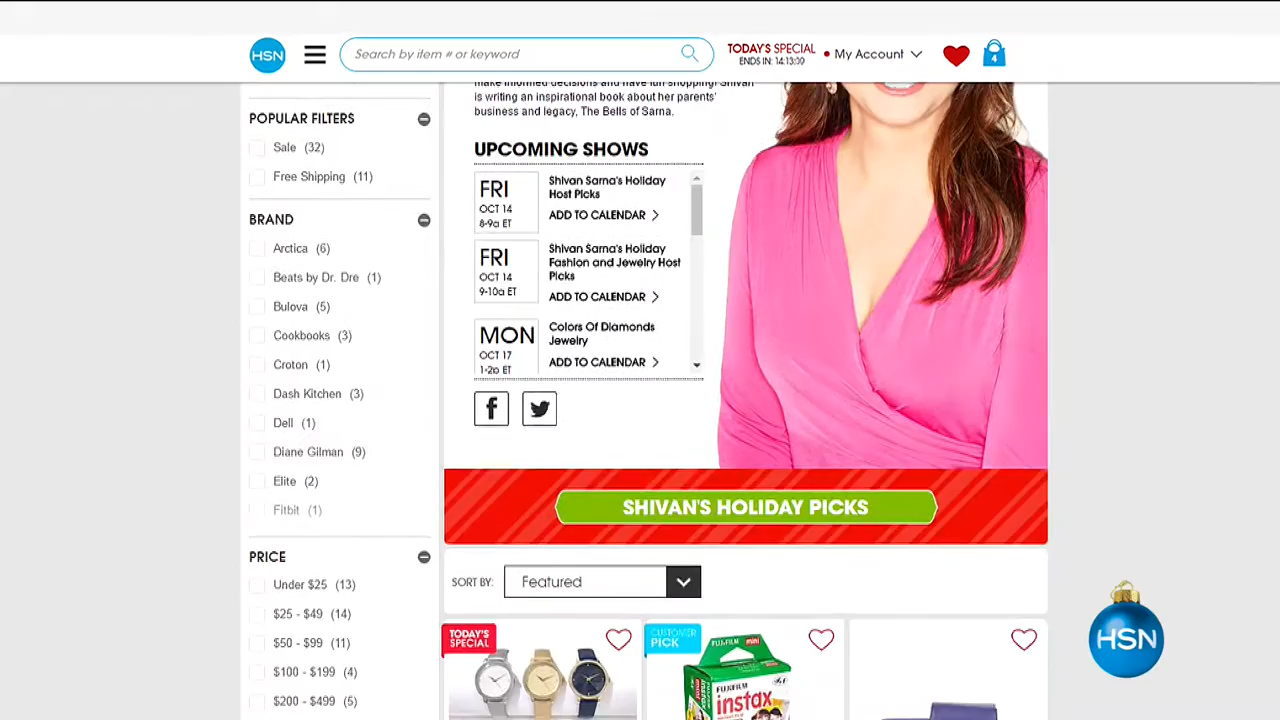 HSN
Search by item # or keyword
TODAY'S SPECIAL
ENDS IN: 14:13:09
My Account
4
make informed decisions and have fun shopping! Shivan
is writing an inspirational book about her parents'
business and legacy, The Bells of Sarna.
POPULAR FILTERS
Sale (32)
Free Shipping (11)
BRAND
Arctica (6)
Beats by Dr. Dre (1)
Bulova (5)
Cookbooks (3)
Croton (1)
Dash Kitchen (3)
Dell (1)
Diane Gilman (9)
Elite (2)
Fitbit (1)
PRICE
Under $25 (13)
$25 - $49 (14)
$50 - $99 (11)
$100 - $199 (4)
$200 - $499 (5)
UPCOMING SHOWS
FRI
OCT 14
8-9a ET
Shivan Sarna's Holiday
Host Picks
ADD TO CALENDAR
FRI
OCT 14
9-10a ET
Shivan Sarna's Holiday
Fashion and Jewelry Host
Picks
ADD TO CALENDAR
MON
OCT 17
1-2p ET
Colors Of Diamonds
Jewelry
ADD TO CALENDAR
SHIVAN'S HOLIDAY PICKS
SORT BY:
Featured
TODAY'S
SPECIAL
CUSTOMER
PICK
FUJIFILM mini
FUJIFILM
instax
HSN